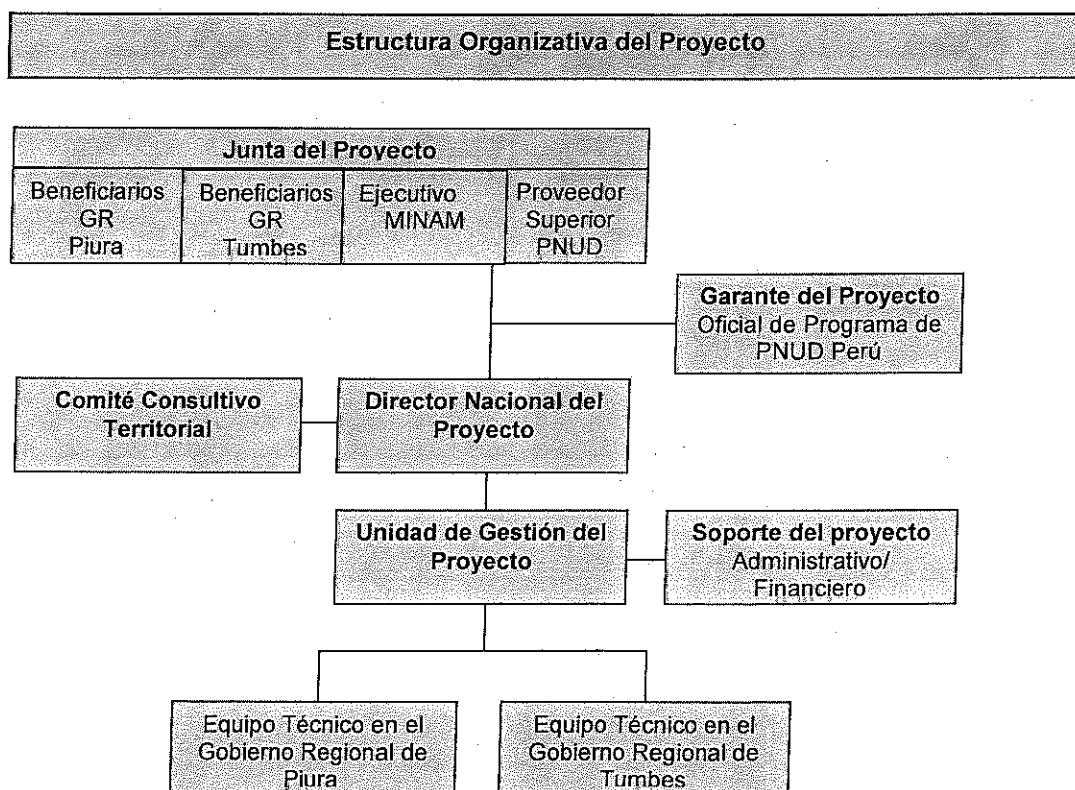 Estructura Organizativa del Proyecto
Junta del Proyecto
Beneficiarios
GR
Piura
Beneficiarios
GR
Tumbes
Ejecutivo
MINAM
Proveedor
Superior
PNUD
Garante del Proyecto
Oficial de Programa de
PNUD Perú
Comité Consultivo
Territorial
Director Nacional del
Proyecto
Unidad de Gestión del
Proyecto
Soporte del proyecto
Administrativo/
Financiero
Equipo Técnico en el
Gobierno Regional de
Piura
Equipo Técnico en el
Gobierno Regional de
Tumbes